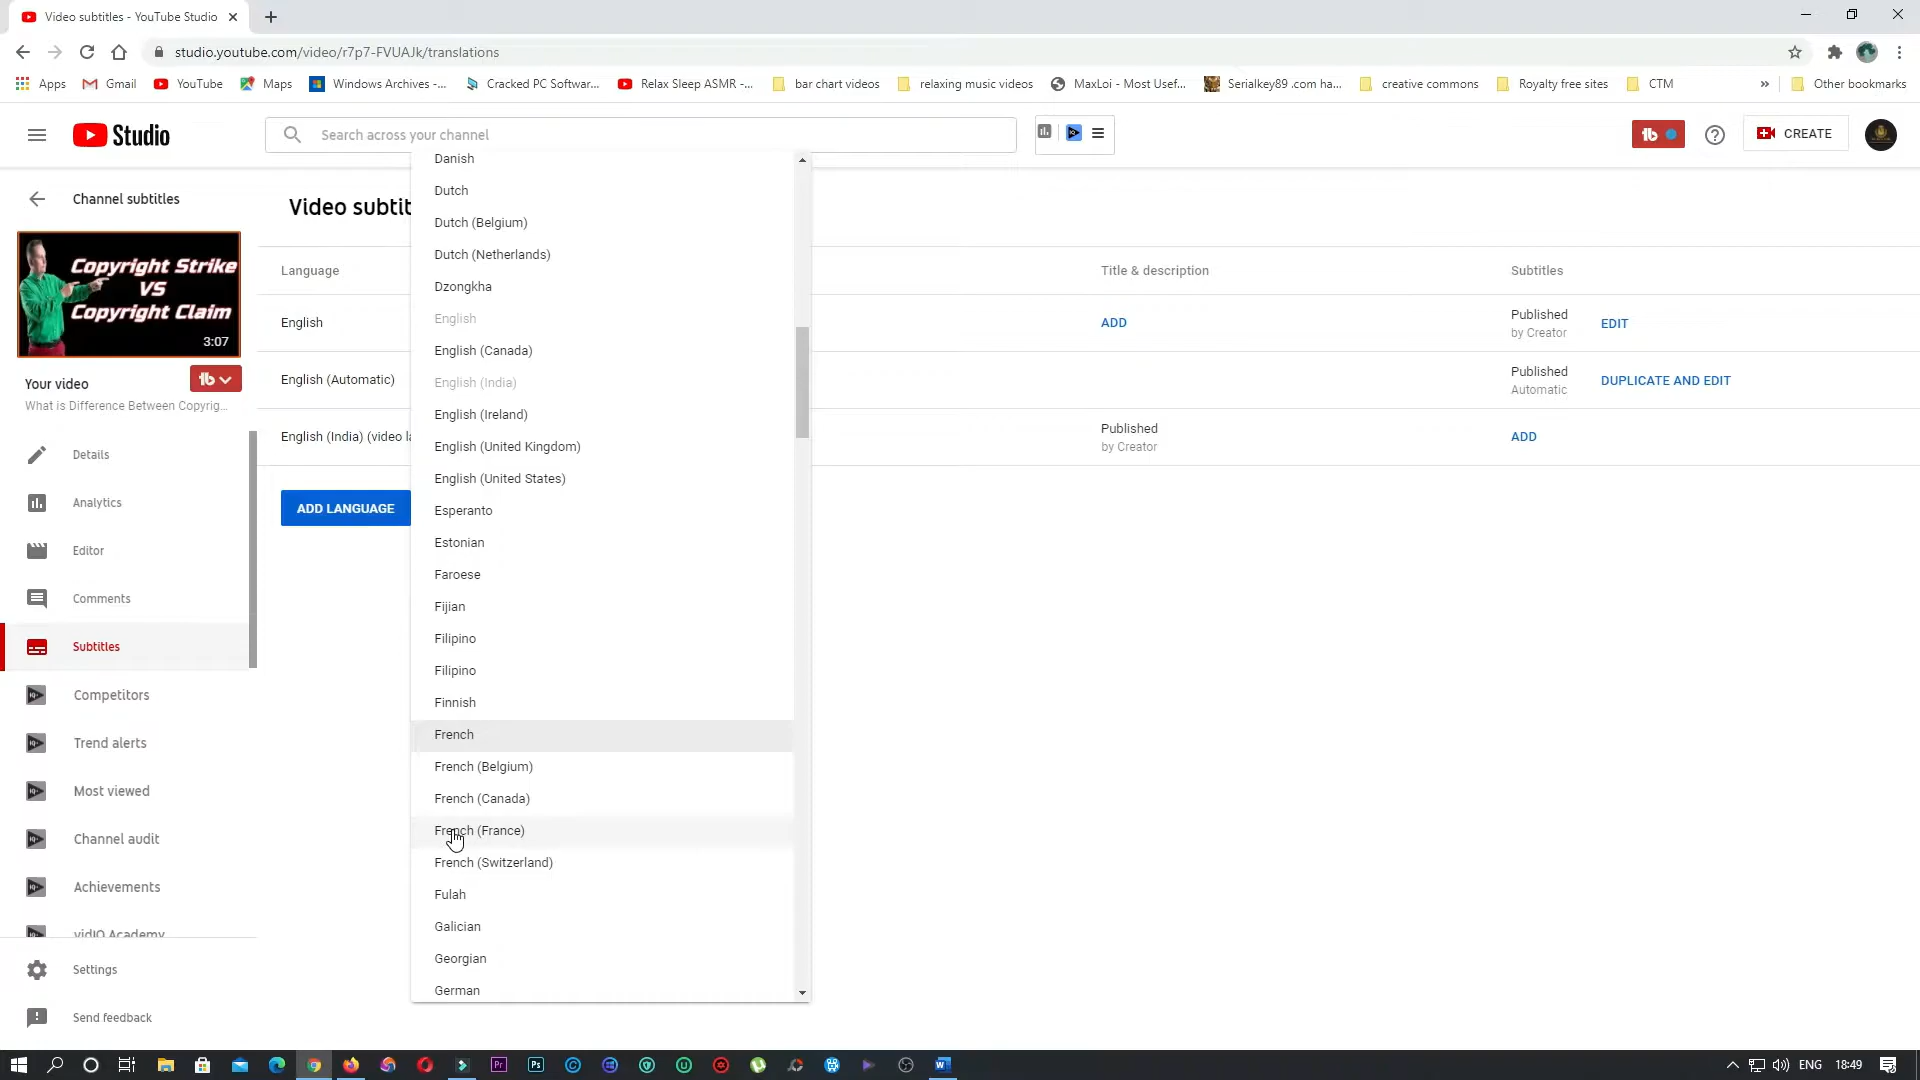 Video subtitles - YouTube Studio
studio.youtube.com/video/r7p7-FVUAJk/translations
Apps
Gmail
YouTube
Maps
Windows Archives -...
Cracked PC Softwar...
Relax Sleep ASMR -...
bar chart videos
relaxing music videos
MaxLoi - Most Usef...
Serialkey89 .com ha...
creative commons
Royalty free sites
CTM
»
Other bookmarks
Studio
Search across your channel
CREATE
Channel subtitles
Copyright Strike
VS
Copyright Claim
3:07
Your video
What is Difference Between Copyrig...
Details
Analytics
Editor
Comments
Subtitles
Competitors
Trend alerts
Most viewed
Channel audit
Achievements
vidIQ Academy
Settings
Send feedback
Video subtit
Language
Title & description
Subtitles
English
ADD
Published
by Creator
EDIT
English (Automatic)
Published
Automatic
DUPLICATE AND EDIT
English (India) (video la
Published
by Creator
ADD
ADD LANGUAGE
Danish
Dutch
Dutch (Belgium)
Dutch (Netherlands)
Dzongkha
English
English (Canada)
English (India)
English (Ireland)
English (United Kingdom)
English (United States)
Esperanto
Estonian
Faroese
Fijian
Filipino
Filipino
Finnish
French
French (Belgium)
French (Canada)
French (France)
French (Switzerland)
Fulah
Galician
Georgian
German
ENG
18:49